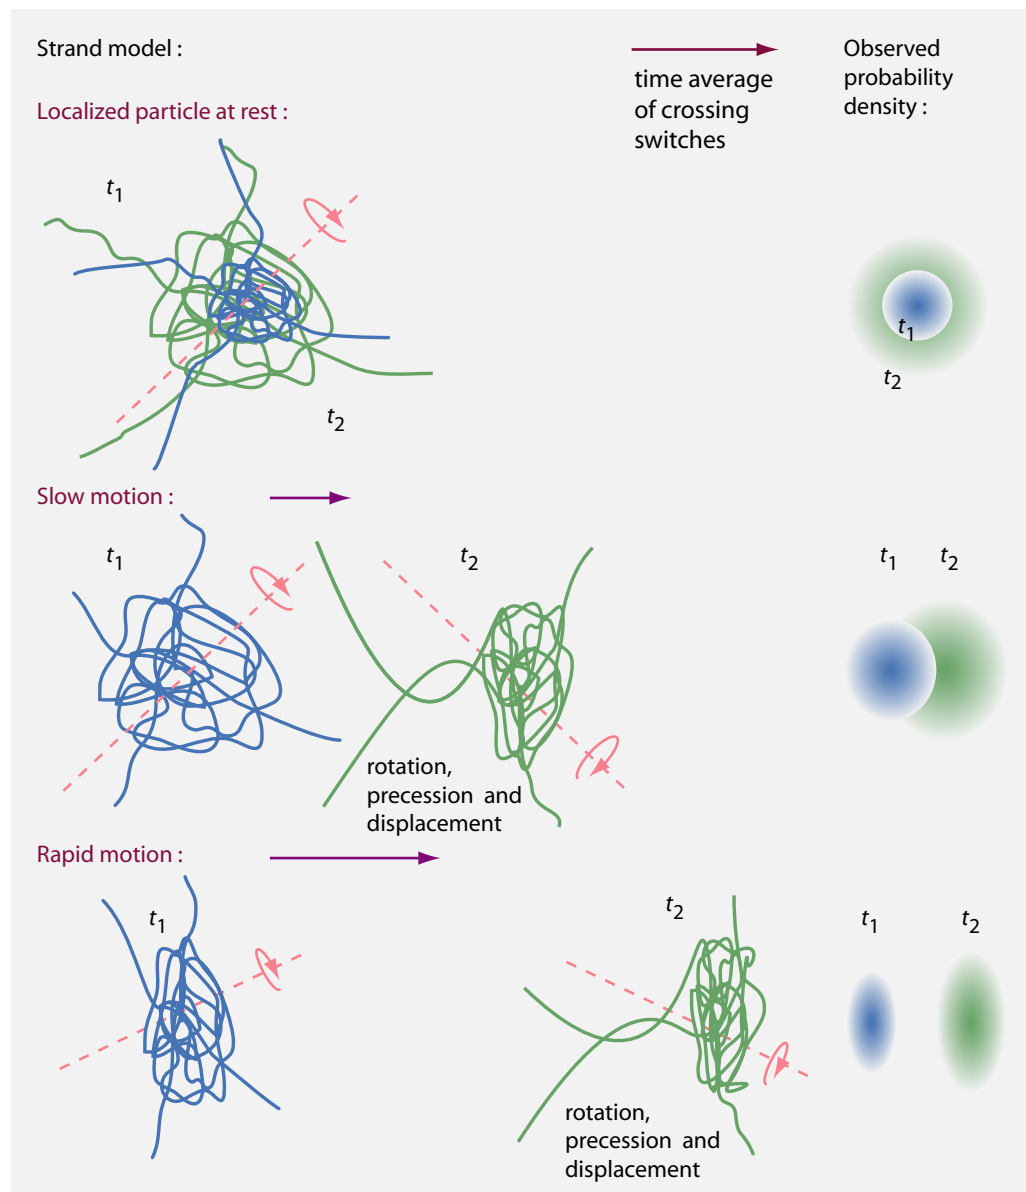 Strand model :
time average
of crossing
switches
Observed
probability
density :
Localized particle at rest :
t1
t2
t1
t2
Slow motion :
t1
t2
rotation,
precession and
displacement
t1
t2
Rapid motion :
t1
t2
rotation,
precession and
displacement
t1
t2